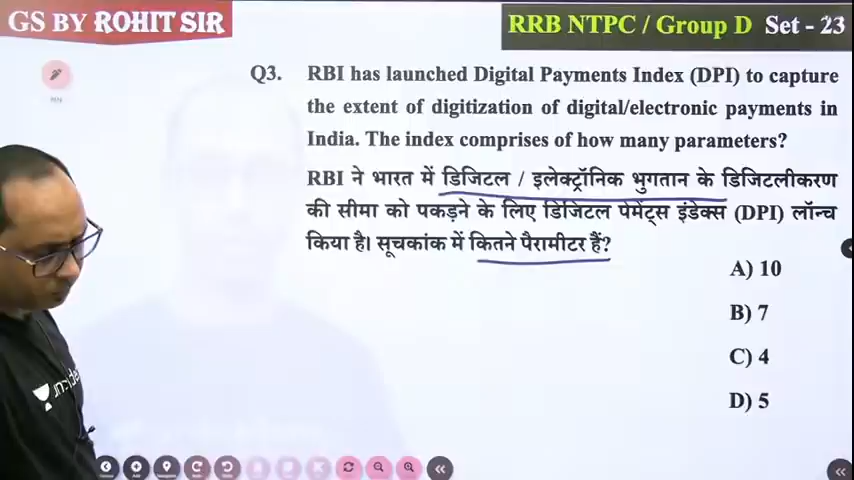 GS BY ROHIT SIR
RRB NTPC / Group D Set - 23
Q3. RBI has launched Digital Payments Index (DPI) to capture
the extent of digitization of digital/electronic payments in
India. The index comprises of how many parameters?
RBI ने भारत में डिजिटल / इलेक्ट्रॉनिक भुगतान के डिजिटलीकरण
की सीमा को पकड़ने के लिए डिजिटल पेमेंट्स इंडेक्स (DPI) लॉन्च
किया है। सूचकांक में कितने पैरामीटर हैं?
A) 10
B) 7
C) 4
D) 5